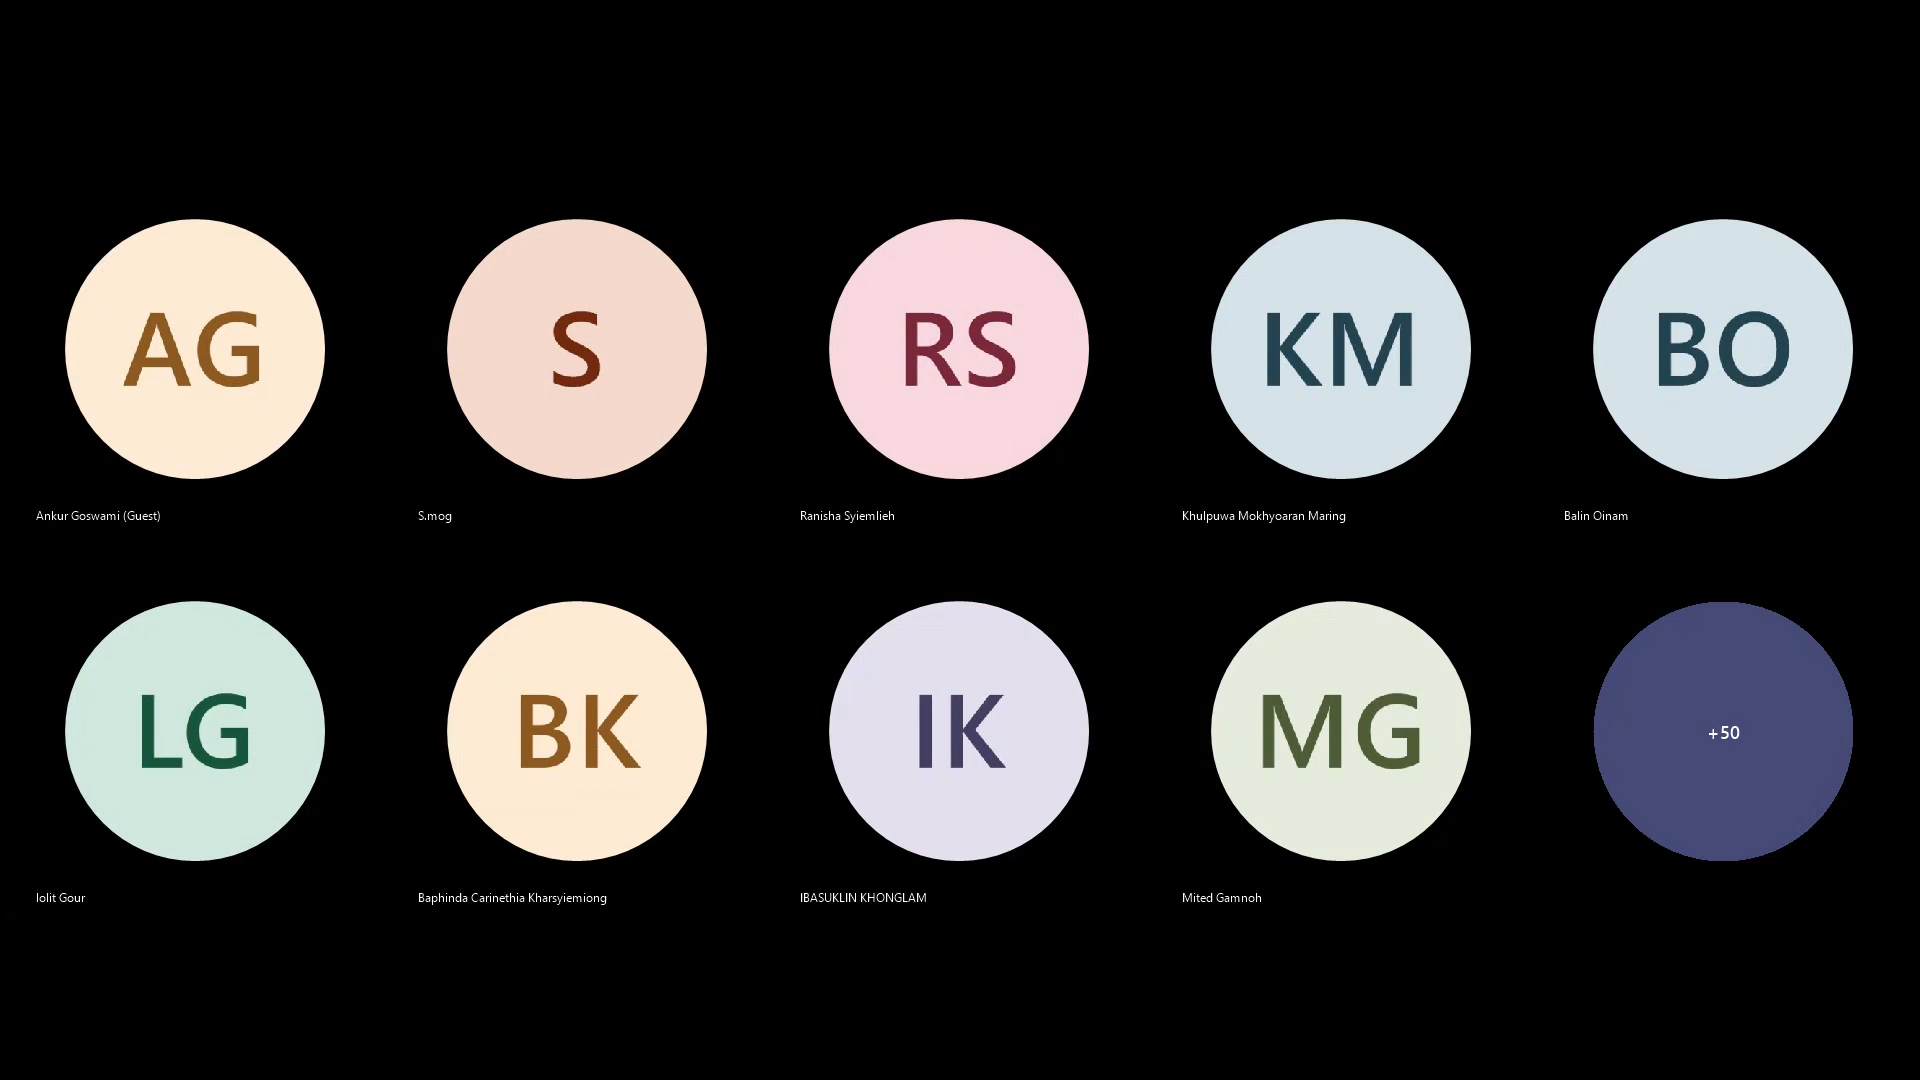 AG
S
RS
KM
BO
Ankur Goswami (Guest)
S.mog
Ranisha Syiemlieh
Khulpuwa Mokhyoaran Maring
Balin Oinam
LG
BK
IK
MG
+50
lolit Gour
Baphinda Carinethia Kharsyiemiong
IBASUKLIN KHONGLAM
Mited Gamnoh